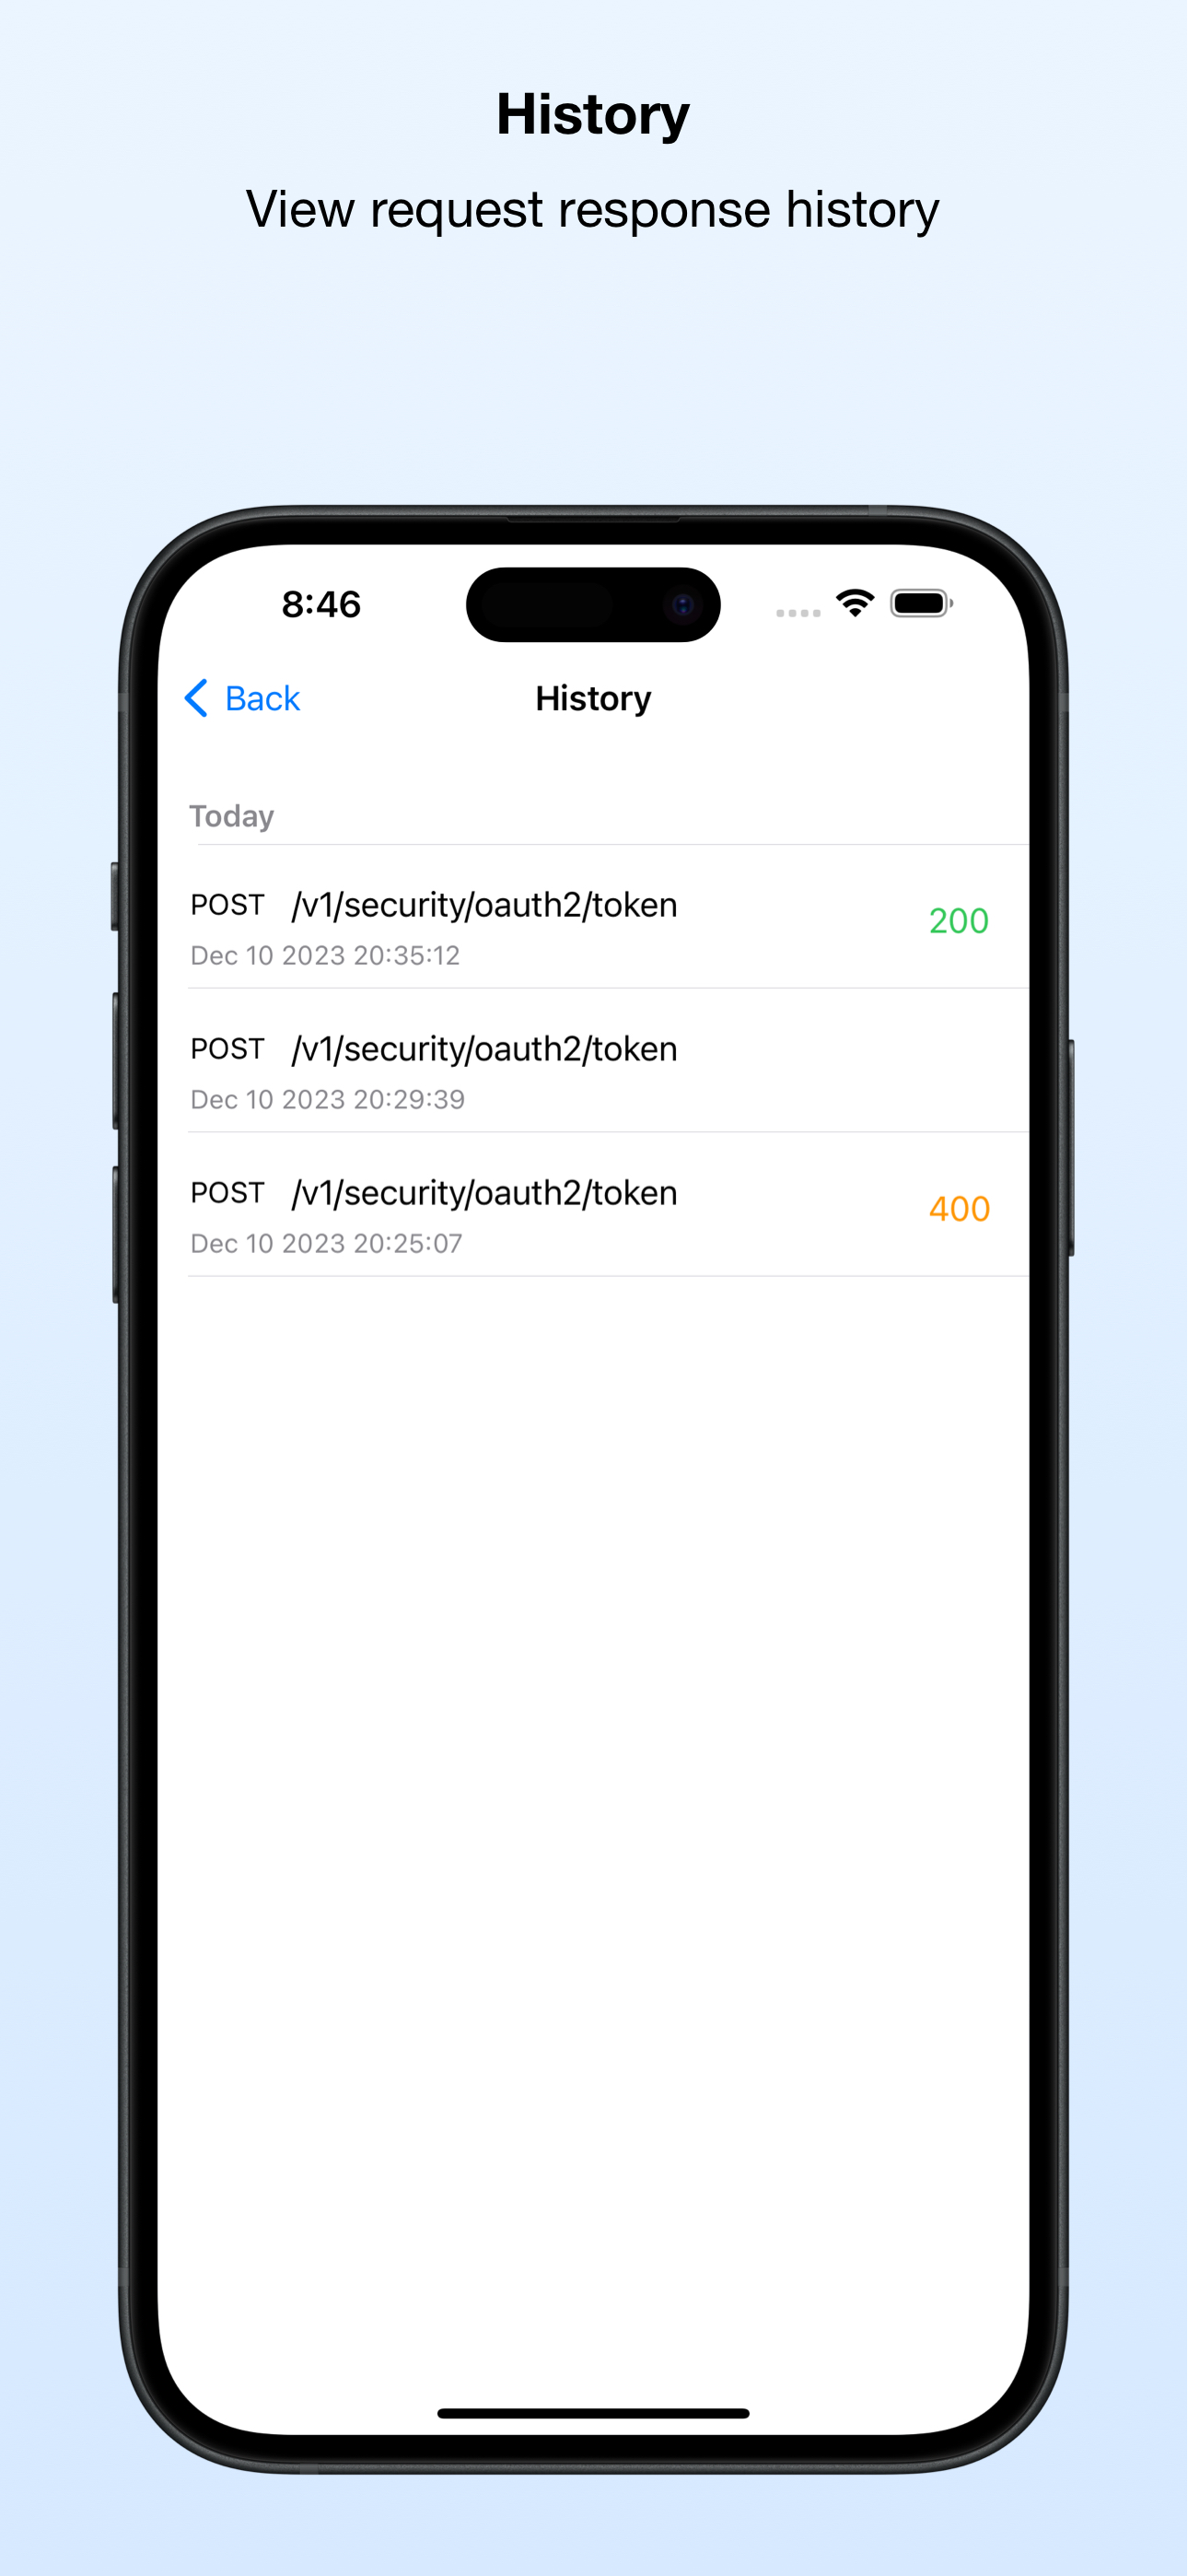 History
View request response history
8:46
Back
History
Today
POST /v1/security/oauth2/token
200
Dec 10 2023 20:35:12
POST /v1/security/oauth2/token
Dec 10 2023 20:29:39
POST /v1/security/oauth2/token
400
Dec 10 2023 20:25:07